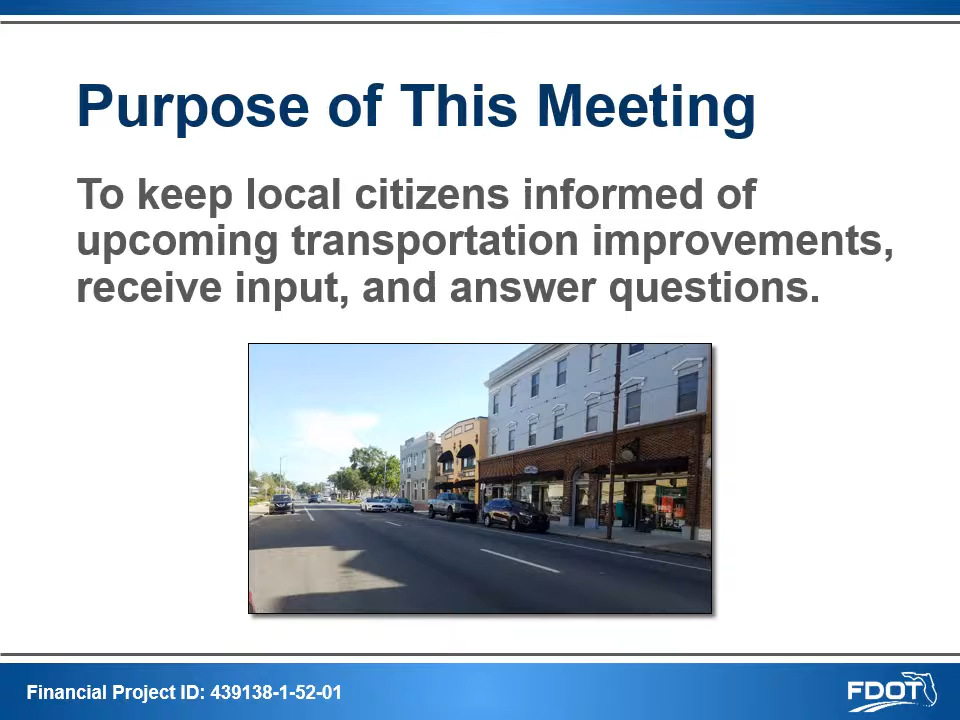 Purpose of This Meeting
To keep local citizens informed of
upcoming transportation improvements,
receive input, and answer questions.
Financial Project ID: 439138-1-52-01
FDOT